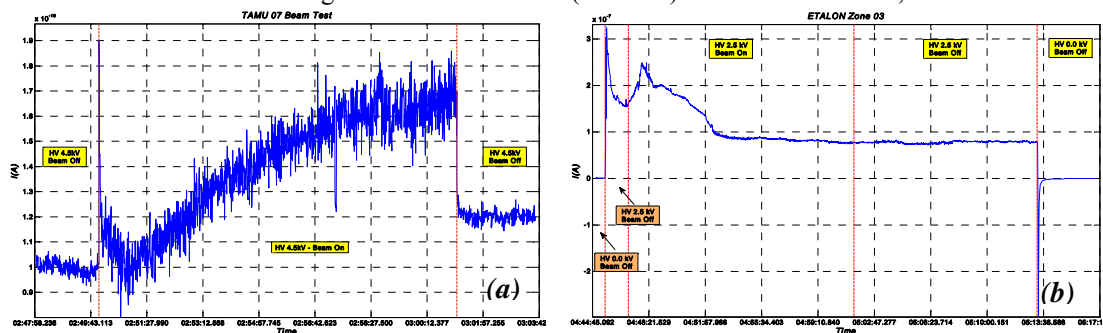 TAMU 07 Beam Test
x 10
1.9
1.8
1.7
1.6
1.5
1.4
1.3
1.2
1.1
1
0.9
I(A)
HV 4.5kV
Beam Off
HV 4.5kV - Beam On
HV 4.5kV
Beam Off
(a)
02:47:58.236 02:49:43.113 02:51:27.990 02:53:12.868 02:54:57.745 02:56:42.623 02:58:27.500 03:00:12.377 03:01:57.255 03:03:42
Time
ETALON Zone 03
x 10⁻⁷
3
2
1
0
-1
-2
I(A)
HV 2.5 kV
Beam On
HV 2.5 kV
Beam Off
HV 0.0 kV
Beam Off
HV 2.5 kV
Beam Off
HV 0.0 kV
Beam Off
(b)
04:44:45.092 04:48:21.529 04:51:57.966 04:55:34.403 04:59:10.840 05:02:47.277 05:06:23.714 05:10:00.151 05:17:1
Time